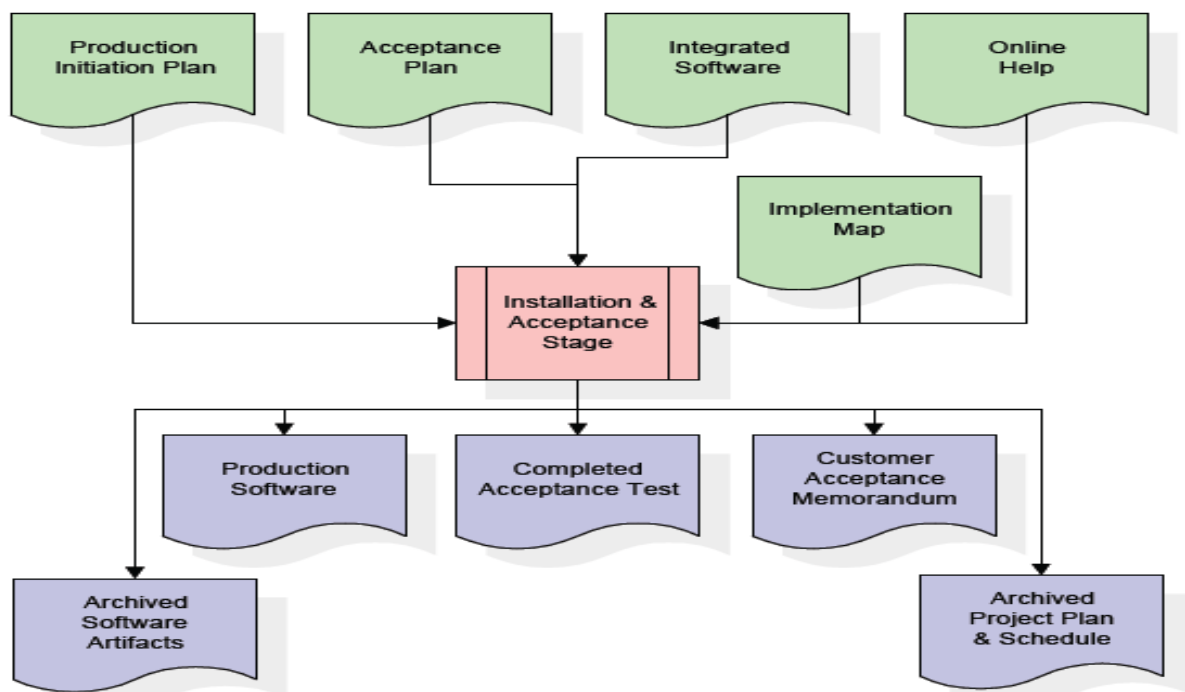 Production
Initiation Plan
Acceptance
Plan
Integrated
Software
Online
Help
Implementation
Map
Installation &
Acceptance
Stage
Production
Software
Completed
Acceptance Test
Customer
Acceptance
Memorandum
Archived
Software
Artifacts
Archived
Project Plan
& Schedule